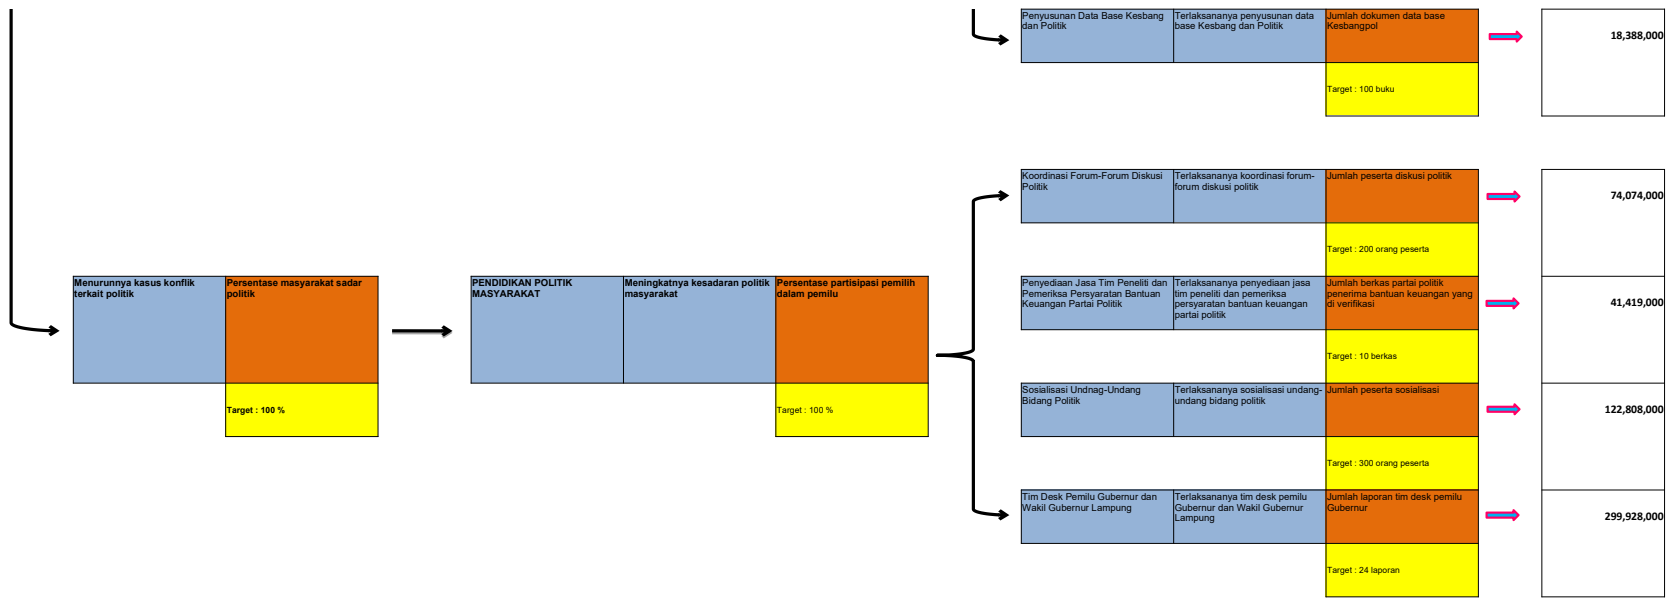 Penyusunan Data Base Kesbang
dan Politik
Terlaksananya penyusunan data
base Kesbang dan Politik
Jumlah dokumen data base
Kesbangpol
18,388,000
Target : 100 buku
Koordinasi Forum-Forum Diskusi
Politik
Terlaksananya koordinasi forum-
forum diskusi politik
Jumlah peserta diskusi politik
74,074,000
Target : 200 orang peserta
Menurunnya kasus konflik
terkait politik
Persentase masyarakat sadar
politik
Target : 100 %
PENDIDIKAN POLITIK
MASYARAKAT
Meningkatnya kesadaran politik
masyarakat
Persentase partisipasi pemilih
dalam pemilu
Target : 100 %
Penyediaan Jasa Tim Peneliti dan
Pemeriksa Persyaratan Bantuan
Keuangan Partai Politik
Terlaksananya penyediaan jasa
tim peneliti dan pemeriksa
persyaratan bantuan keuangan
partai politik
Jumlah berkas partai politik
penerima bantuan keuangan yang
di verifikasi
41,419,000
Target : 10 berkas
Sosialisasi Undnag-Undang
Bidang Politik
Terlaksananya sosialisasi undang-
undang bidang politik
Jumlah peserta sosialisasi
122,808,000
Target : 300 orang peserta
Tim Desk Pemilu Gubernur dan
Wakil Gubernur Lampung
Terlaksananya tim desk pemilu
Gubernur dan Wakil Gubernur
Lampung
Jumlah laporan tim desk pemilu
Gubernur
299,928,000
Target : 24 laporan